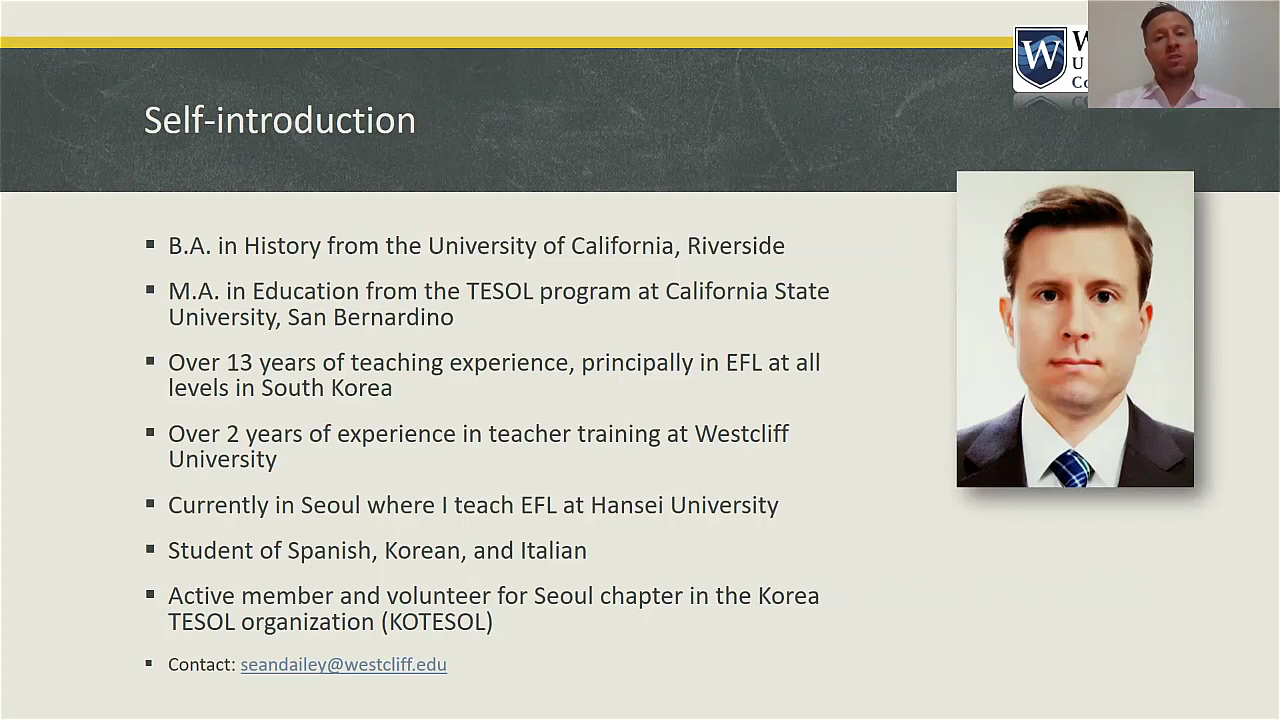 W
U
Co
Self-introduction
B.A. in History from the University of California, Riverside
M.A. in Education from the TESOL program at California State
University, San Bernardino
Over 13 years of teaching experience, principally in EFL at all
levels in South Korea
Over 2 years of experience in teacher training at Westcliff
University
Currently in Seoul where I teach EFL at Hansei University
Student of Spanish, Korean, and Italian
Active member and volunteer for Seoul chapter in the Korea
TESOL organization (KOTESOL)
Contact: seandailey@westcliff.edu